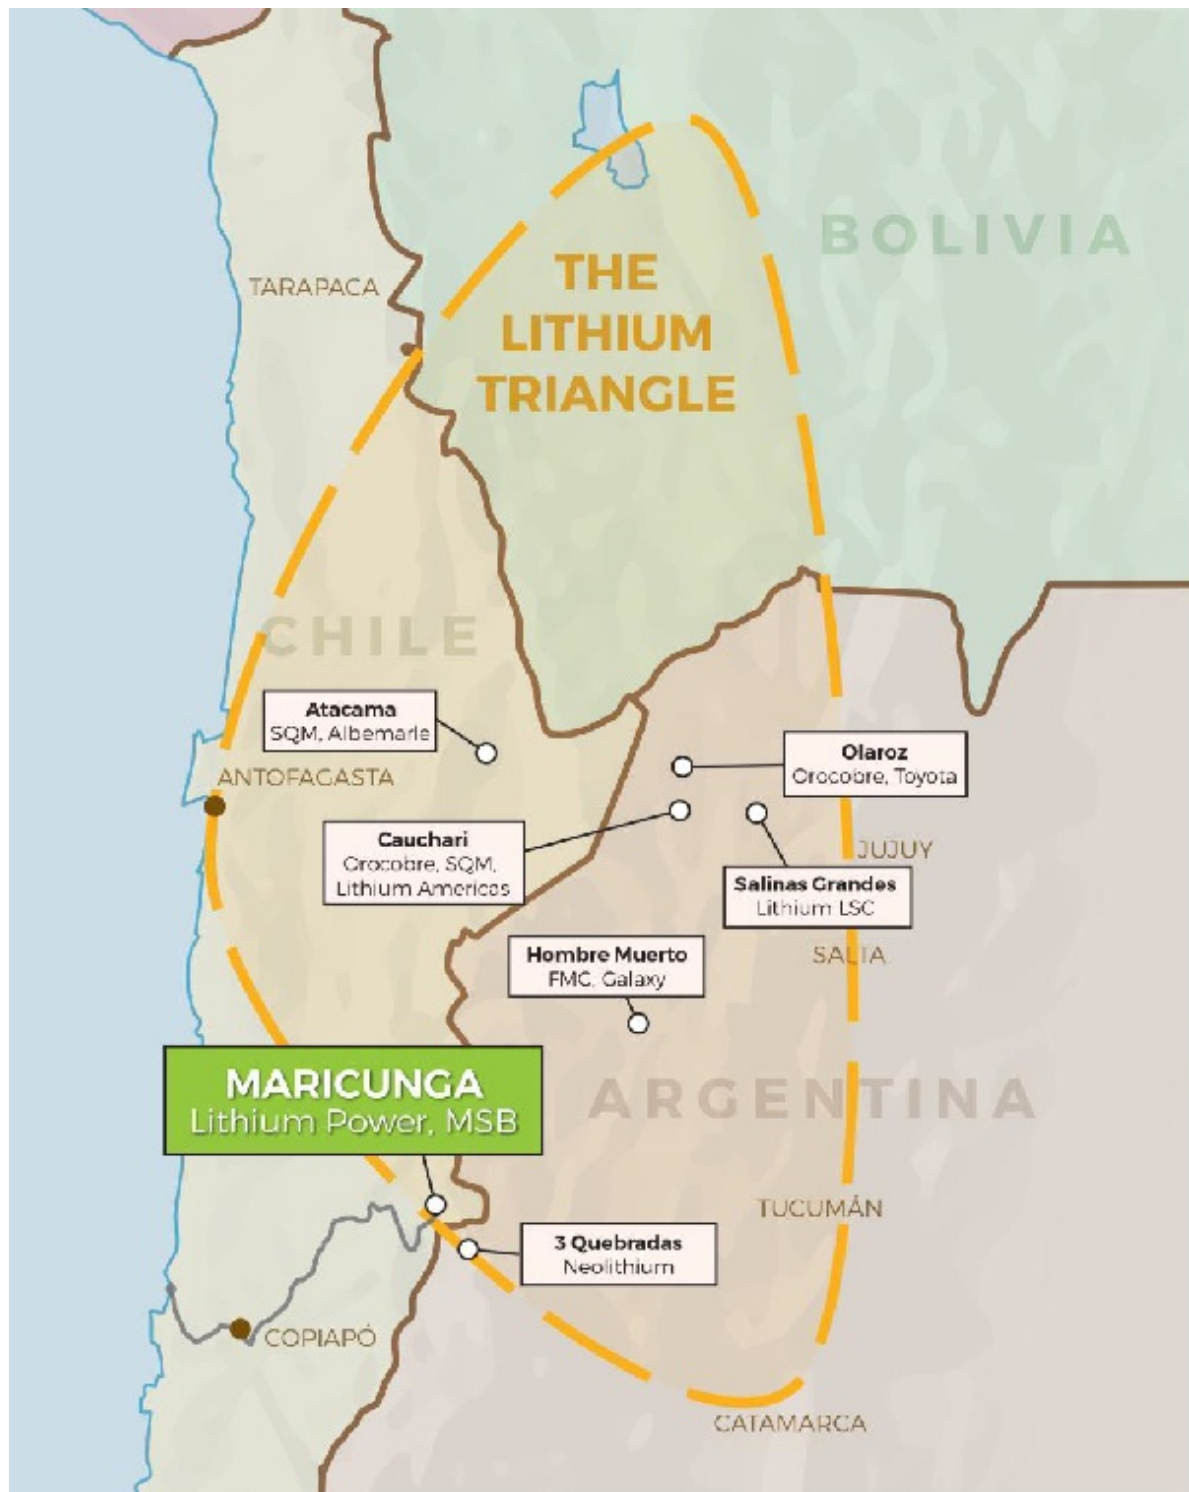 BOLIVIA
THE
LITHIUM
TRIANGLE
TARAPACA
CHILE
Atacama
SQM, Albemarle
ANTOFAGASTA
Olaroz
Orocobre, Toyota
Cauchari
Orocobre, SQM,
Lithium Americas
JUJUY
Salinas Grandes
Lithium LSC
SALTA
Hombre Muerto
FMC, Galaxy
MARICUNGA
Lithium Power, MSB
ARGENTINA
TUCUMÁN
3 Quebradas
Neolithium
COPIAPÓ
CATAMARCA